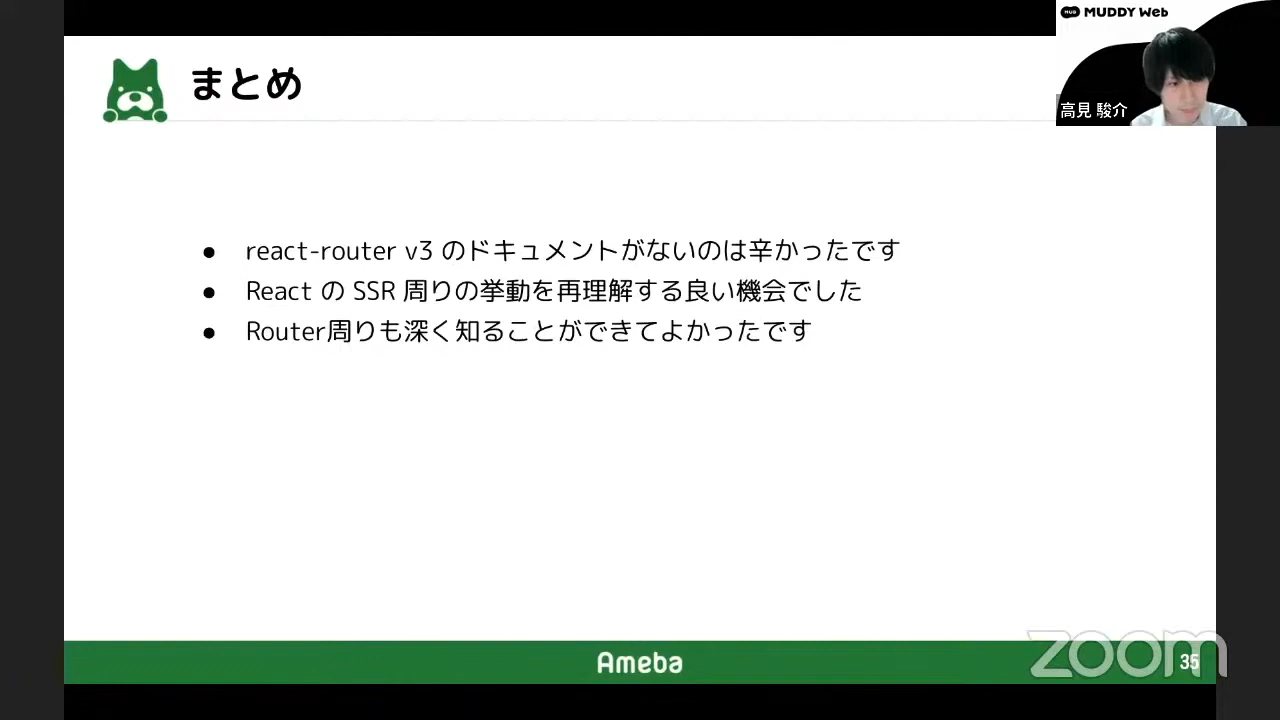 MUDDY Web
高見 駿介
まとめ
● react-router v3 のドキュメントがないのは辛かったです
● React の SSR 周りの挙動を再理解する良い機会でした
● Router周りも深く知ることができてよかったです
Ameba
zoom
35